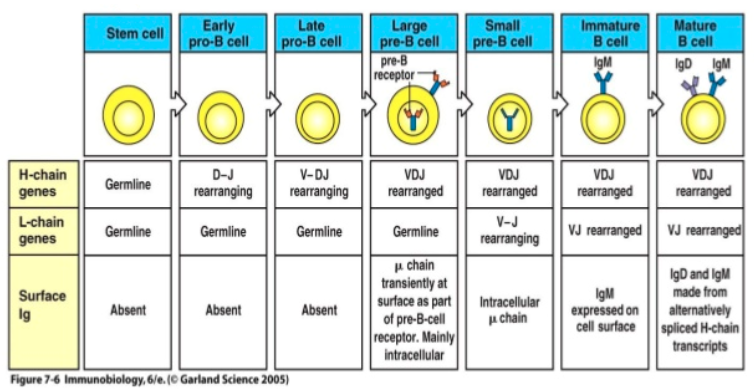 Stem cell
Early
pro-B cell
Late
pro-B cell
Large
pre-B cell
Small
pre-B cell
Immature
B cell
Mature
B cell
pre-B
receptor
IgM
IgD
IgM
H-chain
genes
Germline
D–J
rearranging
V–DJ
rearranging
VDJ
rearranged
VDJ
rearranged
VDJ
rearranged
VDJ
rearranged
L-chain
genes
Germline
Germline
Germline
Germline
V–J
rearranging
VJ rearranged
VJ rearranged
Surface
Ig
Absent
Absent
Absent
μ chain
transiently at
surface as part
of pre-B-cell
receptor. Mainly
intracellular
Intracellular
μ chain
IgM
expressed on
cell surface
IgD and IgM
made from
alternatively
spliced H-chain
transcripts
Figure 7-6 Immunobiology, 6/e. (© Garland Science 2005)